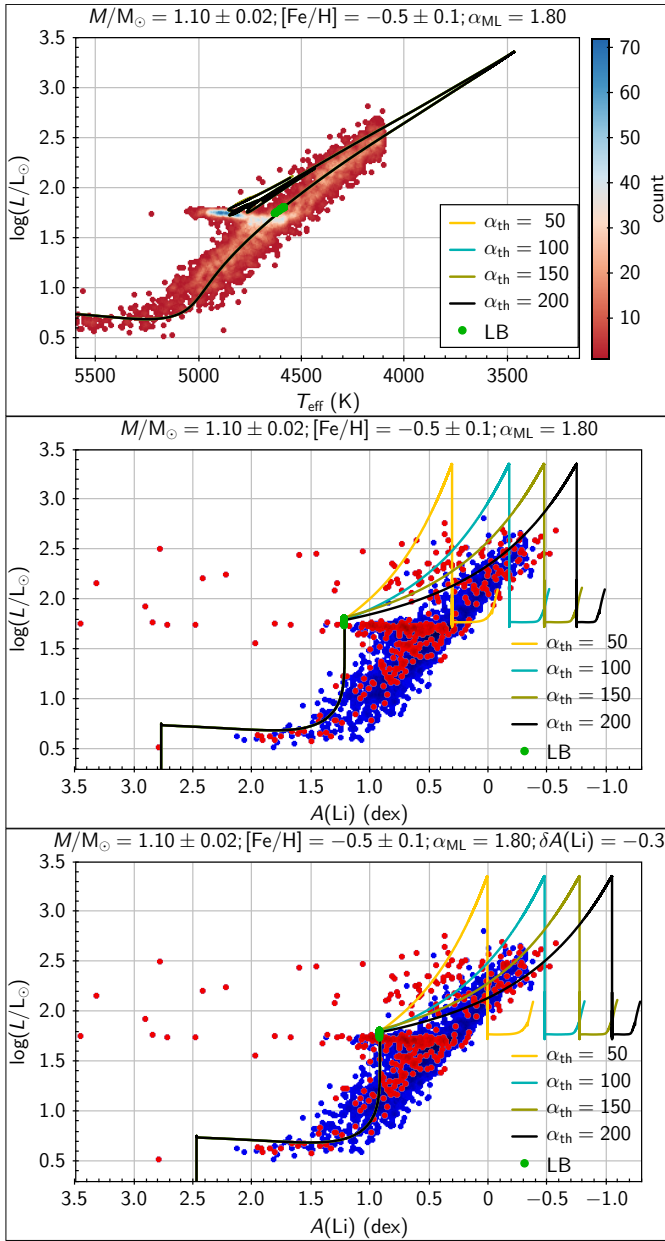 M/M⊙ = 1.10 ± 0.02; [Fe/H] = −0.5 ± 0.1; αML = 1.80
3.5
3.0
2.5
2.0
1.5
1.0
0.5
log(L/L⊙)
αth = 50
αth = 100
αth = 150
αth = 200
LB
5500 5000 4500 4000
Teff (K)
70
60
50
40
30
20
10
count
M/M⊙ = 1.10 ± 0.02; [Fe/H] = −0.5 ± 0.1; αML = 1.80
3.5
3.0
2.5
2.0
1.5
1.0
0.5
log(L/L⊙)
αth = 50
αth = 100
αth = 150
αth = 200
LB
3.5 3.0 2.5 2.0 1.5 1.0 0.5 0 −0.5 −1.0
A(Li) (dex)
M/M⊙ = 1.10 ± 0.02; [Fe/H] = −0.5 ± 0.1; αML = 1.80; δA(Li) = −0.3
3.5
3.0
2.5
2.0
1.5
1.0
0.5
log(L/L⊙)
αth = 50
αth = 100
αth = 150
αth = 200
LB
3.5 3.0 2.5 2.0 1.5 1.0 0.5 0 −0.5 −1.0
A(Li) (dex)